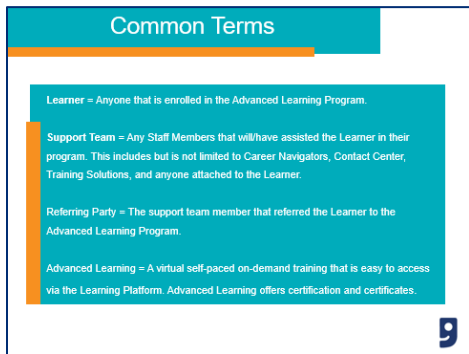 Common Terms
Learner = Anyone that is enrolled in the Advanced Learning Program.
Support Team = Any Staff Members that will/have assisted the Learner in their
program. This includes but is not limited to Career Navigators, Contact Center,
Training Solutions, and anyone attached to the Learner.
Referring Party = The support team member that referred the Learner to the
Advanced Learning Program.
Advanced Learning = A virtual self-paced on-demand training that is easy to access
via the Learning Platform. Advanced Learning offers certification and certificates.
g